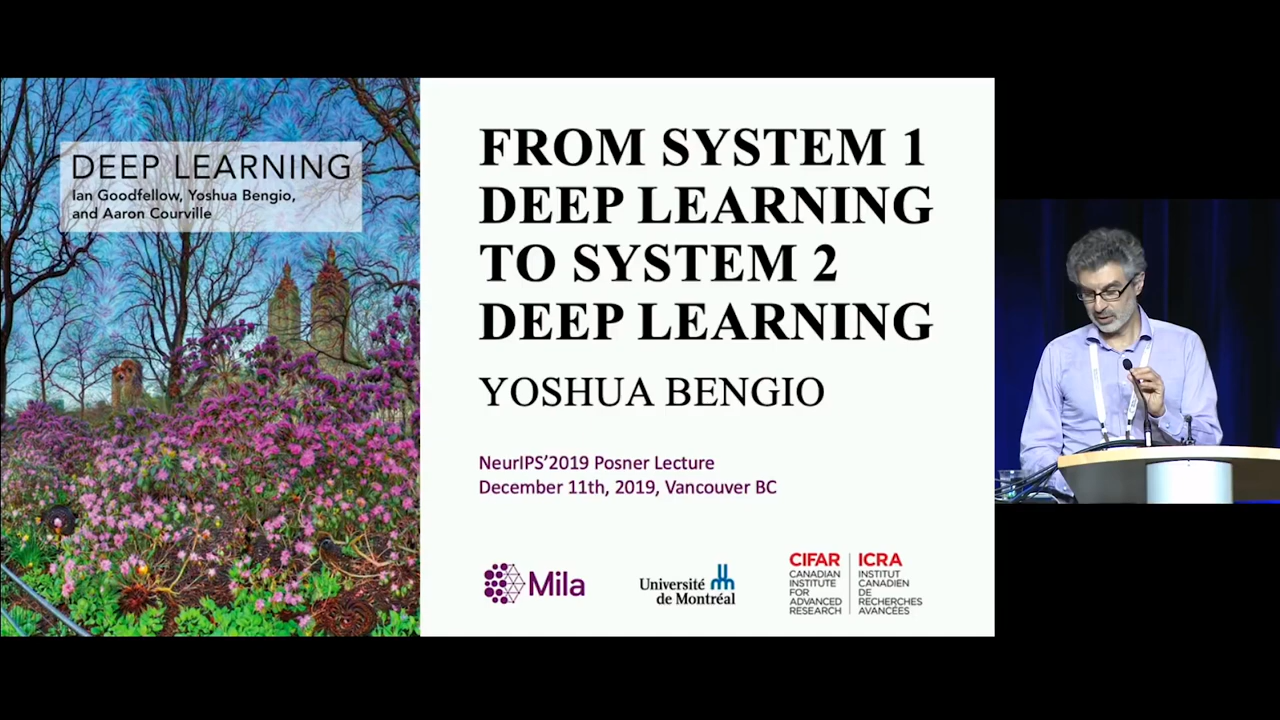 DEEP LEARNING
Ian Goodfellow, Yoshua Bengio,
and Aaron Courville
FROM SYSTEM 1
DEEP LEARNING
TO SYSTEM 2
DEEP LEARNING
YOSHUA BENGIO
NeurIPS’2019 Posner Lecture
December 11th, 2019, Vancouver BC
Mila
Université
de Montréal
CIFAR
CANADIAN
INSTITUTE
FOR
ADVANCED
RESEARCH
ICRA
INSTITUT
CANADIEN
DE
RECHERCHES
AVANCÉES